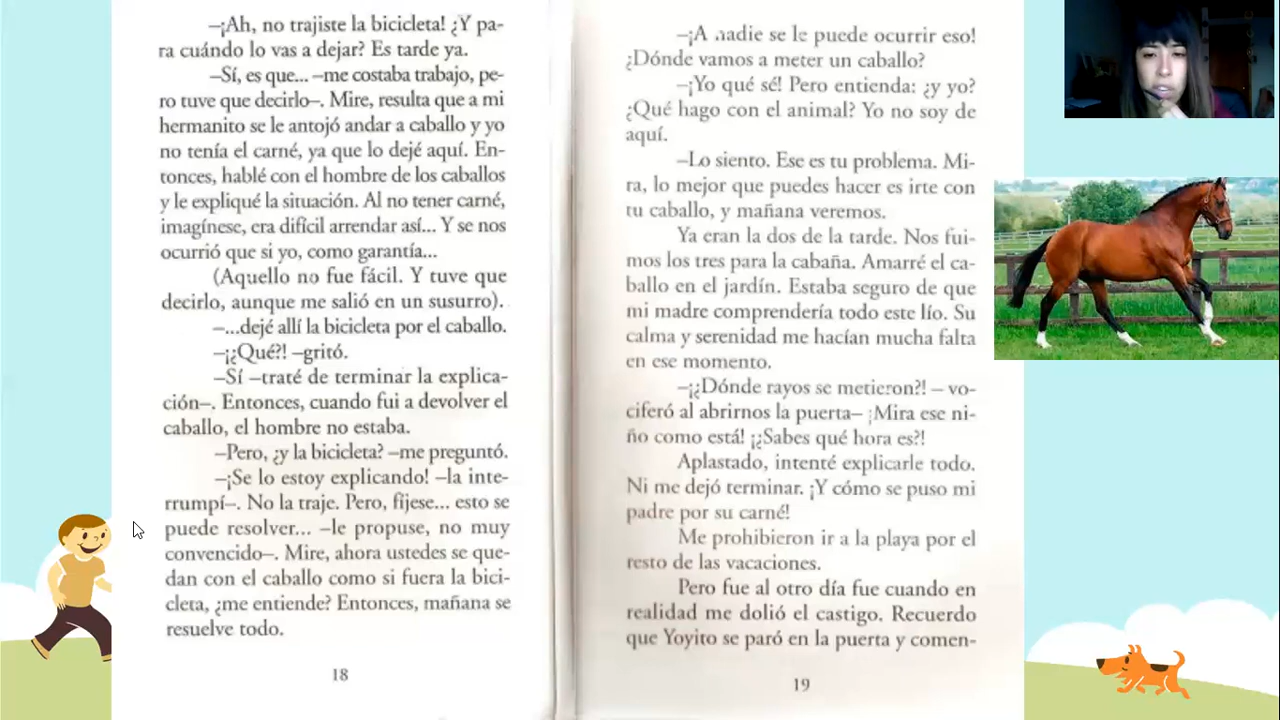 –¡Ah, no trajiste la bicicleta! ¿Y pa-
ra cuándo lo vas a dejar? Es tarde ya.
–Sí, es que... –me costaba trabajo, pe-
ro tuve que decirlo–. Mire, resulta que a mi
hermanito se le antojó andar a caballo y yo
no tenía el carné, ya que lo dejé aquí. En-
tonces, hablé con el hombre de los caballos
y le expliqué la situación. Al no tener carné,
imagínese, era difícil arrendar así... Y se nos
ocurrió que si yo, como garantía...
(Aquello no fue fácil. Y tuve que
decirlo, aunque me salió en un susurro).
–...dejé allí la bicicleta por el caballo.
–¡¿Qué?! –gritó.
–Sí –traté de terminar la explica-
ción–. Entonces, cuando fui a devolver el
caballo, el hombre no estaba.
–Pero, ¿y la bicicleta? –me preguntó.
–¡Se lo estoy explicando! –la inte-
rrumpí–. No la traje. Pero, fíjese... esto se
puede resolver... –le propuse, no muy
convencido–. Mire, ahora ustedes se que-
dan con el caballo como si fuera la bici-
cleta, ¿me entiende? Entonces, mañana se
resuelve todo.
18
–¡A nadie se le puede ocurrir eso!
¿Dónde vamos a meter un caballo?
–¡Yo qué sé! Pero entienda: ¿y yo?
¿Qué hago con el animal? Yo no soy de
aquí.
–Lo siento. Ese es tu problema. Mi-
ra, lo mejor que puedes hacer es irte con
tu caballo, y mañana veremos.
Ya eran la dos de la tarde. Nos fui-
mos los tres para la cabaña. Amarré el ca-
ballo en el jardín. Estaba seguro de que
mi madre comprendería todo este lío. Su
calma y serenidad me hacían mucha falta
en ese momento.
–¡¿Dónde rayos se metieron?! – vo-
ciferó al abrirnos la puerta– ¡Mira ese ni-
ño como está! ¡¿Sabes qué hora es?!
Aplastado, intenté explicarle todo.
Ni me dejó terminar. ¡Y cómo se puso mi
padre por su carné!
Me prohibieron ir a la playa por el
resto de las vacaciones.
Pero fue al otro día fue cuando en
realidad me dolió el castigo. Recuerdo
que Yoyito se paró en la puerta y comen-
19